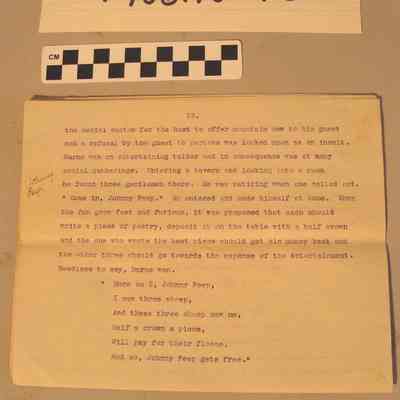 CM
the social custom for the host to offer mountain dew to his guest
and a refusal by the guest to partake was looked upon as an insult.
Burns was an entertaining talker and in consequence was at many
social gatherings. Entering a tavern and looking into a room
he found three gentlemen there. He was retiring when one called out.
" Come in, Johnny Peep." He entered and made himself at home. When
the fun grew fast and furious, it was proposed that each should
write a piece of poetry, deposit it on the table with a half crown
and the one who wrote the best piece should get his money back and
the other three should go towards the expense of the entertainment.
Needless to say, Burns won.
" Here am I, Johnny Peep,
I saw three sheep,
And these three sheep saw me,
Half a crown a piece,
Will pay for their fleece,
And so, Johnny Peep gets free."
Johnny
Peep